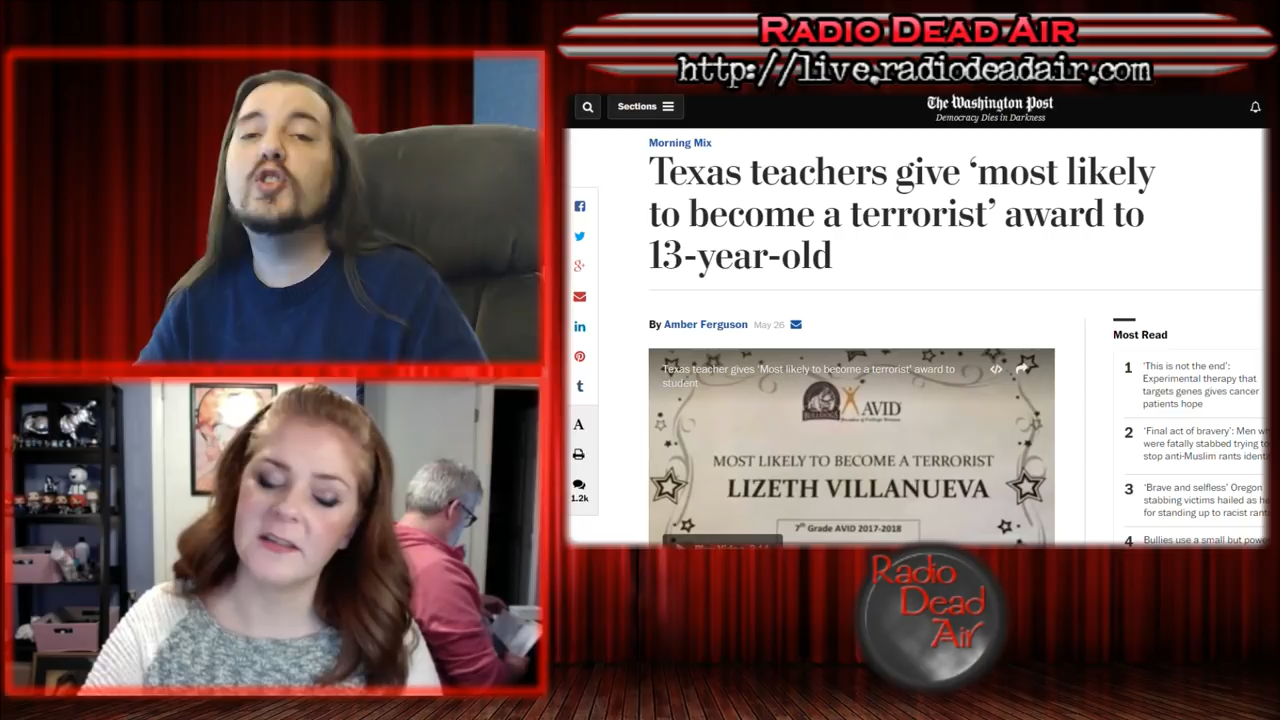 RADIO DEAD AIR
http://live.radiodeadair.com
Sections
The Washington Post
Democracy Dies in Darkness
Morning Mix
Texas teachers give ‘most likely
to become a terrorist’ award to
13-year-old
By Amber Ferguson May 26
Texas teacher gives 'Most likely to become a terrorist' award to
student
BULLDOGS
AVID
MOST LIKELY TO BECOME A TERRORIST
LIZETH VILLANUEVA
7th Grade AVID 2017-2018
A
1.2k
Most Read
1 ‘This is not the end’:
Experimental therapy that
targets genes gives cancer
patients hope
2 ‘Final act of bravery’: Men
were fatally stabbed trying to
stop anti-Muslim rants
3 ‘Brave and selfless’ Oregon
stabbing victims hailed as
for standing up to racist
4 Bullies use a small but
Radio
Dead
Air